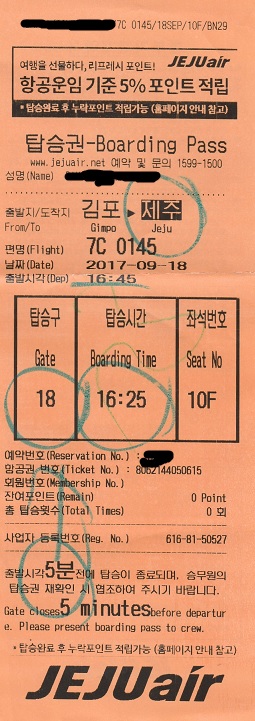 7C 0145/18SEP/10F/BN29
JEJUair
여행을 선물하다, 리프레시 포인트!
항공운임 기준 5% 포인트 적립
* 탑승완료 후 누락포인트 적립가능 (홈페이지 안내 참고)
탑승권-Boarding Pass
www.jejuair.net 예약 및 문의 1599-1500
성명(Name)
출발지/도착지 김포 ▶ 제주
From/To Gimpo Jeju
편명(Flight) 7C 0145
날짜(Date) 2017-09-18
출발시각(Dep) 16:45
탑승구 탑승시간 좌석번호
Gate Boarding Time Seat No
18 16:25 10F
예약번호(Reservation No.) :
항공권 번호(Ticket No.) : 8062144050615
회원번호(Membership No.)
잔여포인트(Remain) 0 Point
총 탑승횟수(Total Times) 0 회
사업자 등록번호(Reg. No.) 616-81-50527
출발시각 5분전에 탑승이 종료되며, 승무원의
탑승권 재확인 시 협조하여 주시기 바랍니다.
Gate closes 5 minutes before departur
e. Please present boarding pass to crew.
* 탑승완료 후 누락포인트 적립가능 (홈페이지 안내 참고)
JEJUair